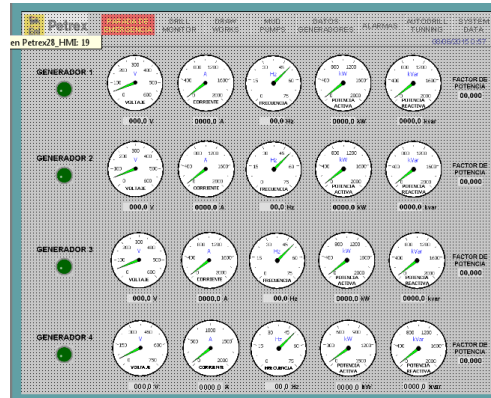 Petrex
PARADA DE EMERGENCIA
DRILL MONITOR
DRAW WORKS
MUD PUMPS
DATOS GENERADORES
ALARMAS
AUTODRILL TUNNING
SYSTEM DATA
en Petrex28_HMI: 19
GENERADOR 1
VOLTAJE
CORRIENTE
FRECUENCIA
POTENCIA ACTIVA
POTENCIA REACTIVA
FACTOR DE POTENCIA
00,000
000,0 V
0000,0 A
00,0 Hz
0000,0 kW
0000,0 kvar
GENERADOR 2
VOLTAJE
CORRIENTE
FRECUENCIA
POTENCIA ACTIVA
POTENCIA REACTIVA
FACTOR DE POTENCIA
00,000
000,0 V
0000,0 A
00,0 Hz
0000,0 kW
0000,0 kvar
GENERADOR 3
VOLTAJE
CORRIENTE
FRECUENCIA
POTENCIA ACTIVA
POTENCIA REACTIVA
FACTOR DE POTENCIA
00,000
000,0 V
0000,0 A
00,0 Hz
0000,0 kW
0000,0 kvar
GENERADOR 4
VOLTAJE
CORRIENTE
FRECUENCIA
POTENCIA ACTIVA
POTENCIA REACTIVA
FACTOR DE POTENCIA
00,000
000,0 V
0000,0 A
00,0 Hz
0000,0 kW
0000,0 kvar